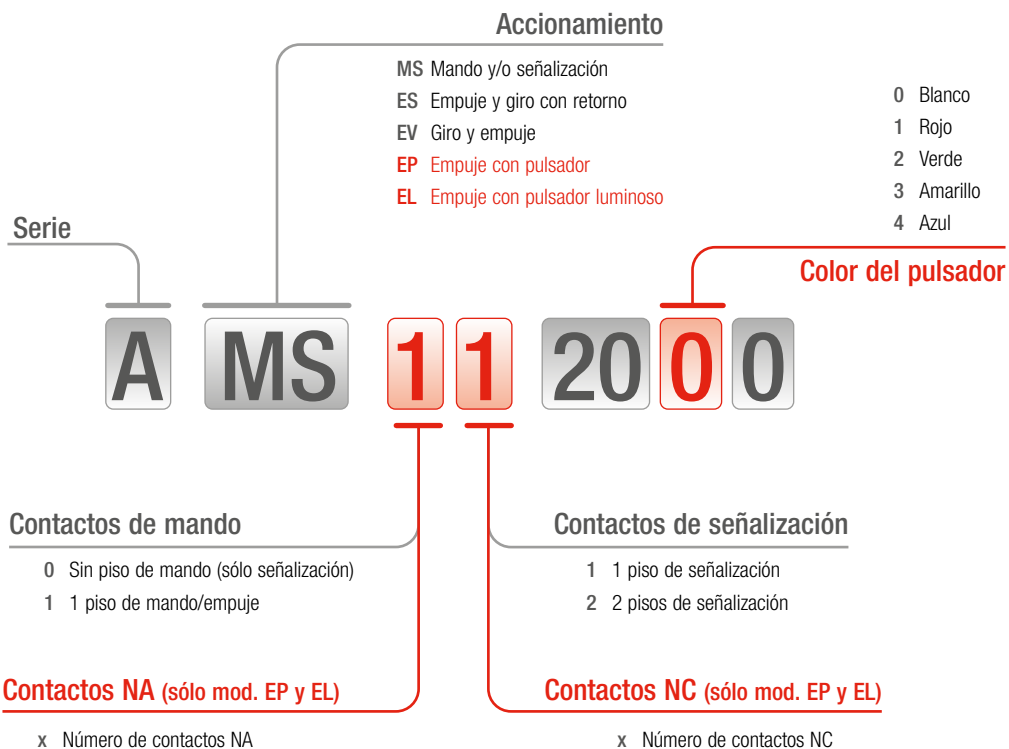 Accionamiento
MS Mando y/o señalización
ES Empuje y giro con retorno
EV Giro y empuje
EP Empuje con pulsador
EL Empuje con pulsador luminoso
0 Blanco
1 Rojo
2 Verde
3 Amarillo
4 Azul
Serie
Color del pulsador
A MS 1 1 20 0 0
Contactos de mando
0 Sin piso de mando (sólo señalización)
1 1 piso de mando/empuje
Contactos de señalización
1 1 piso de señalización
2 2 pisos de señalización
Contactos NA (sólo mod. EP y EL)
x Número de contactos NA
Contactos NC (sólo mod. EP y EL)
x Número de contactos NC